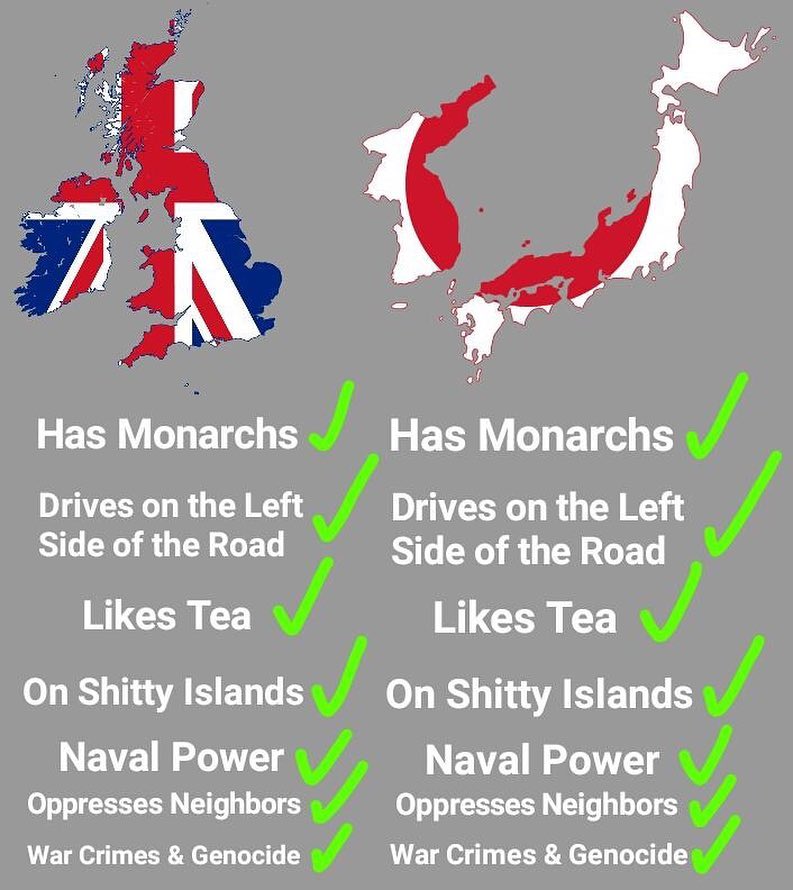 Has Monarchs
Drives on the Left
Side of the Road
Likes Tea
On Shitty Islands
Naval Power
Oppresses Neighbors
War Crimes & Genocide
Has Monarchs
Drives on the Left
Side of the Road
Likes Tea
On Shitty Islands
Naval Power
Oppresses Neighbors
War Crimes & Genocide